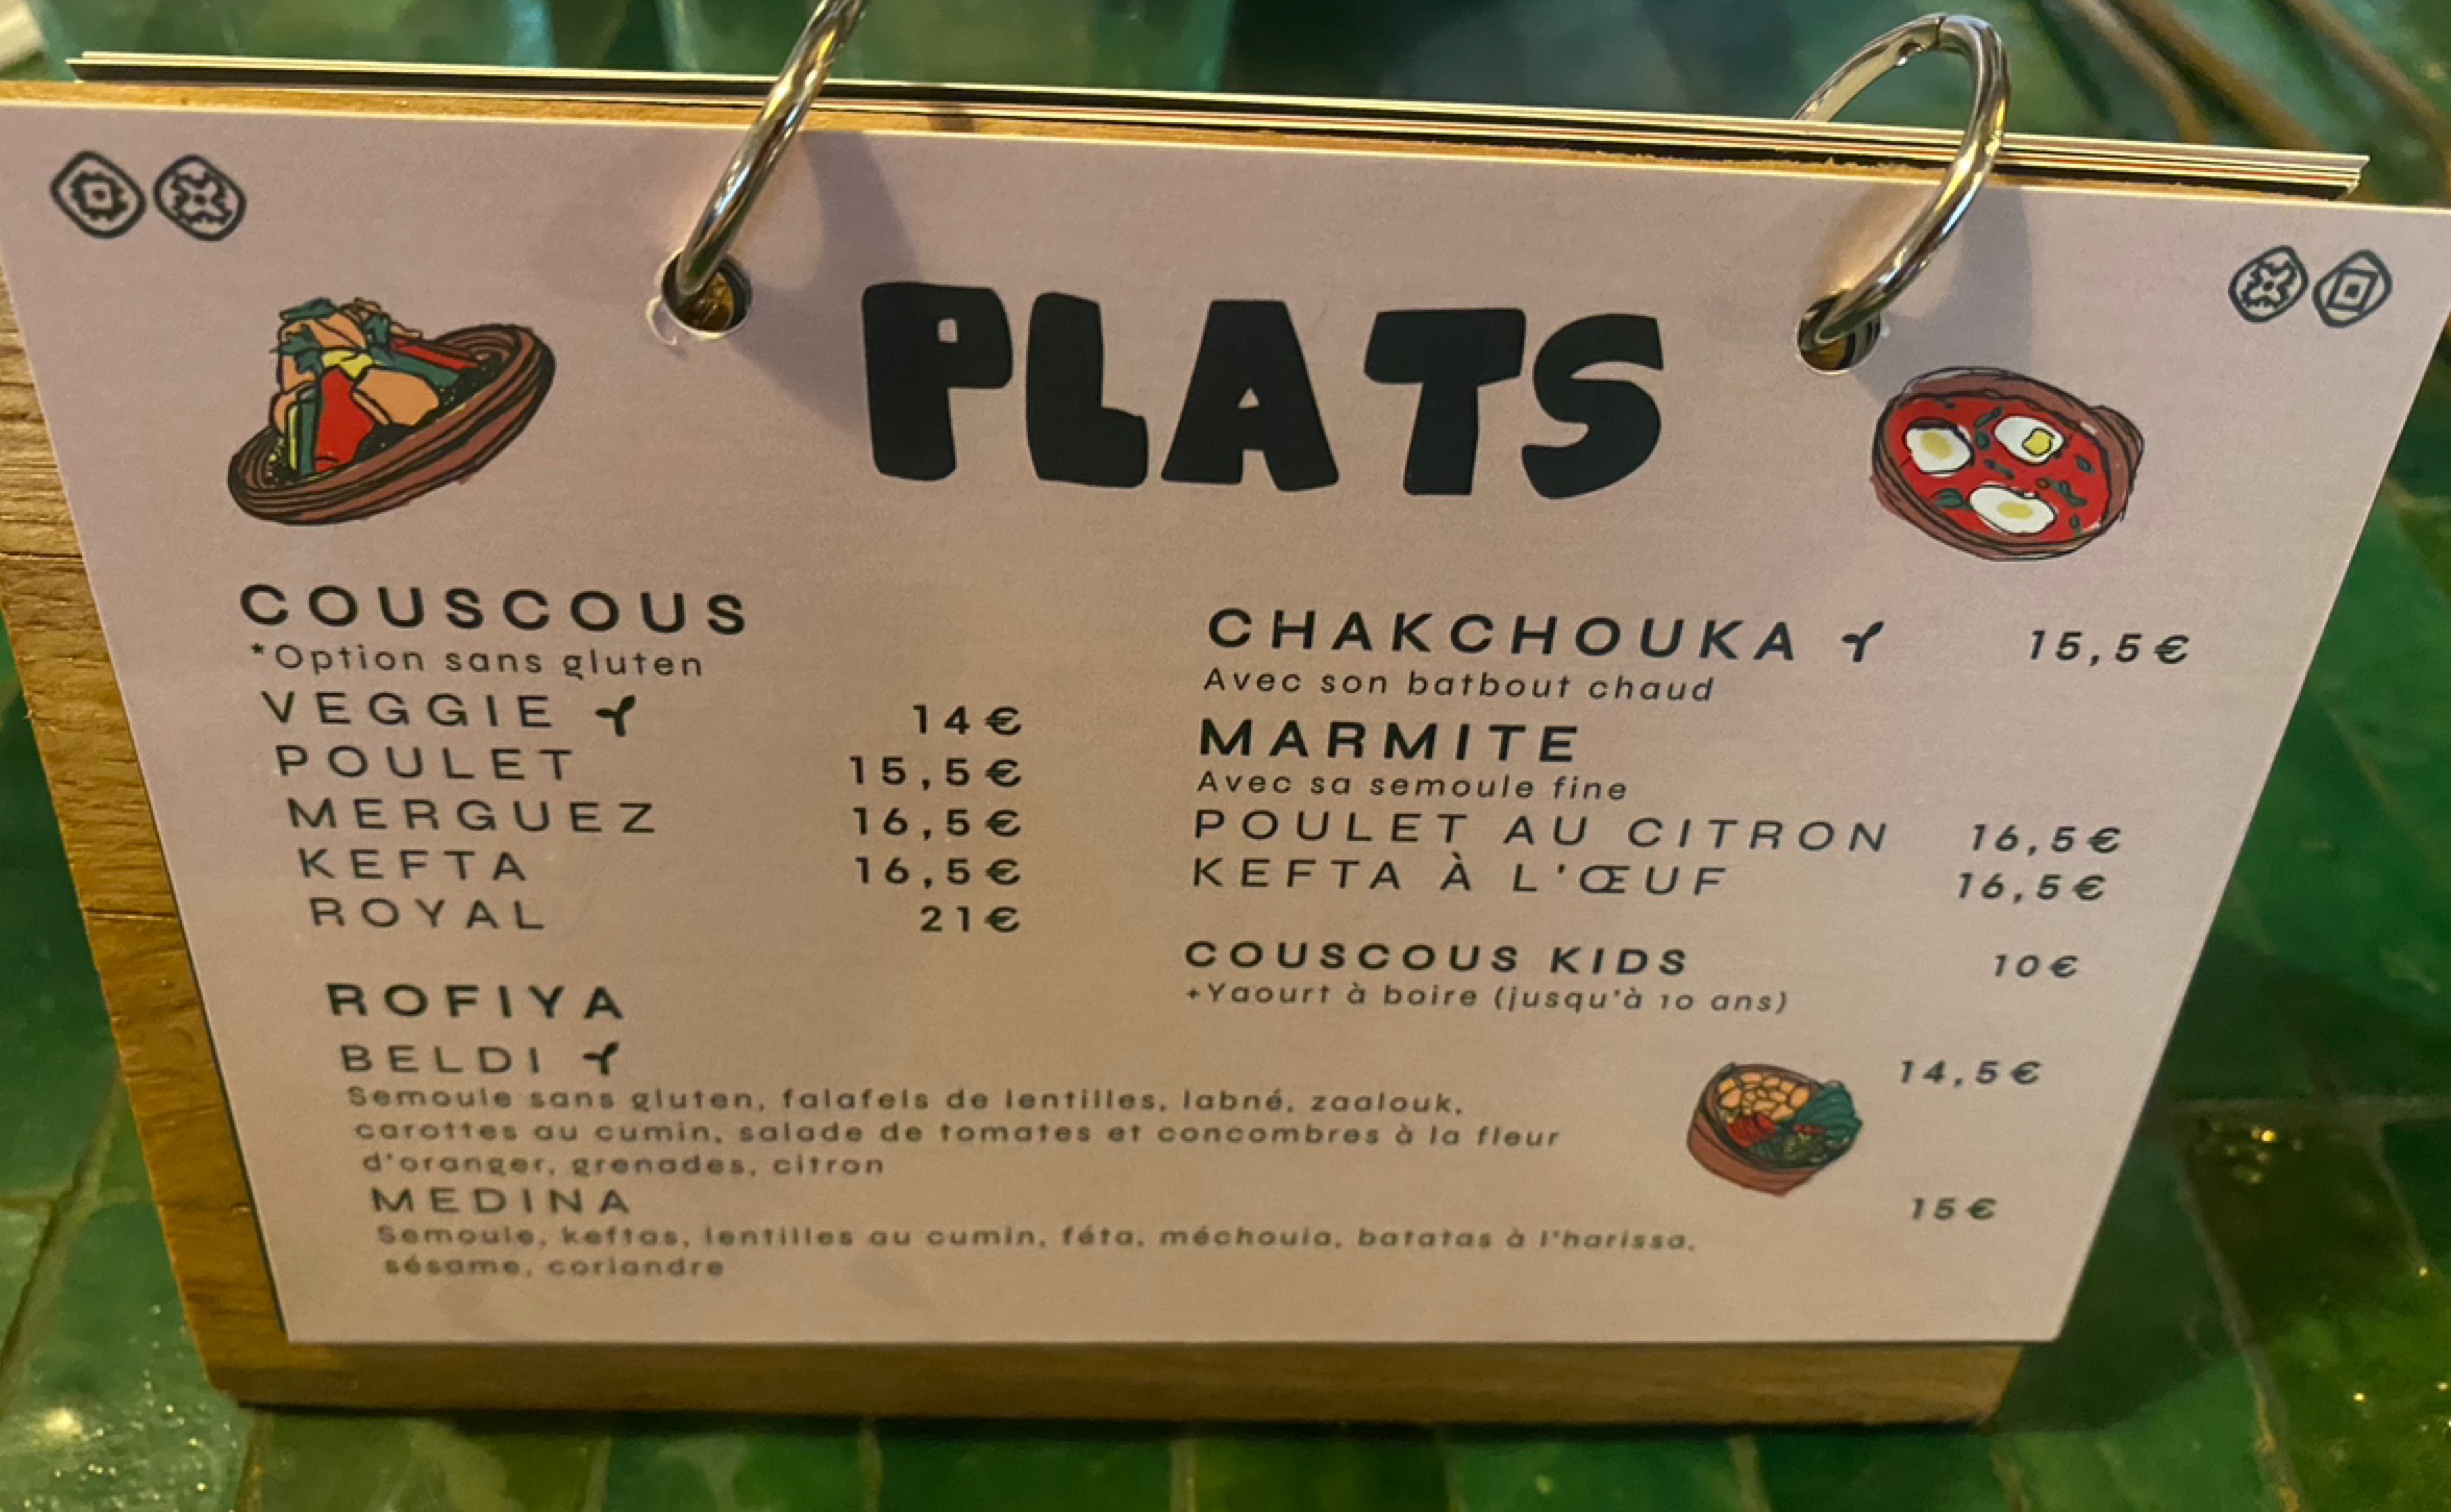 PLATS
COUSCOUS
*Option sans gluten
VEGGIE 14€
POULET 15,5€
MERGUEZ 16,5€
KEFTA 16,5€
ROYAL 21€
CHAKCHOUKA 15,5€
Avec son batbout chaud
MARMITE
Avec sa semoule fine
POULET AU CITRON 16,5€
KEFTA À L'ŒUF 16,5€
COUSCOUS KIDS 10€
+Yaourt à boire (jusqu'à 10 ans)
ROFIYA
BELDI 14,5€
Semoule sans gluten, falafels de lentilles, labné, zaalouk,
carottes au cumin, salade de tomates et concombres à la fleur
d'oranger, grenades, citron
MEDINA 15€
Semoule, keftas, lentilles au cumin, féta, méchouia, batatas à l'harissa,
sésame, coriandre